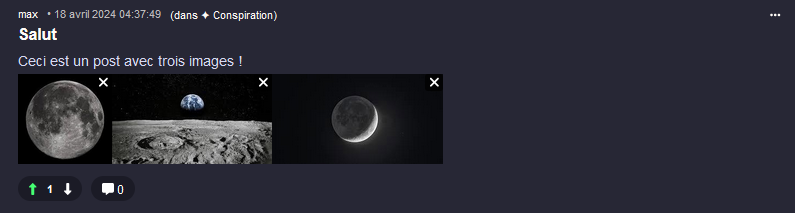 max • 18 avril 2024 04:37:49 (dans ✦ Conspiration)
Salut
Ceci est un post avec trois images !
1 0